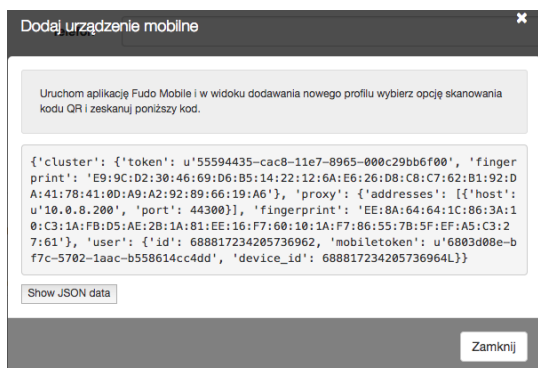 Dodaj urządzenie mobilne
×
Uruchom aplikację Fudo Mobile i w widoku dodawania nowego profilu wybierz opcję skanowania
kodu QR i zeskanuj poniższy kod.
{'cluster': {'token': u'55594435-cac8-11e7-8965-000c29bb6f00', 'finger
print': 'E9:9C:D2:30:46:69:D6:B5:14:22:12:6A:E6:26:D8:C8:C7:62:B1:92:D
A:41:78:41:0D:A9:A2:92:89:66:19:A6'}, 'proxy': {'addresses': [{'host':
u'10.0.8.200', 'port': 44300}], 'fingerprint': 'EE:8A:64:64:1C:86:3A:1
0:C3:1A:FB:D5:AE:2B:1A:81:EE:16:F7:60:10:1A:F7:86:55:7B:5F:EF:A5:C3:2
7:61'}, 'user': {'id': 688817234205736962, 'mobiletoken': u'6803d08e-b
f7c-5702-1aac-b558614cc4dd', 'device_id': 688817234205736964L}}
Show JSON data
Zamknij